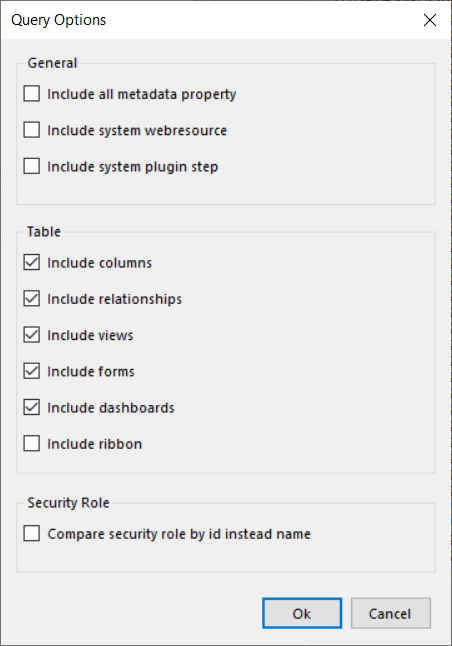 Query Options
General
Include all metadata property
Include system webresource
Include system plugin step
Table
Include columns
Include relationships
Include views
Include forms
Include dashboards
Include ribbon
Security Role
Compare security role by id instead name
Ok Cancel